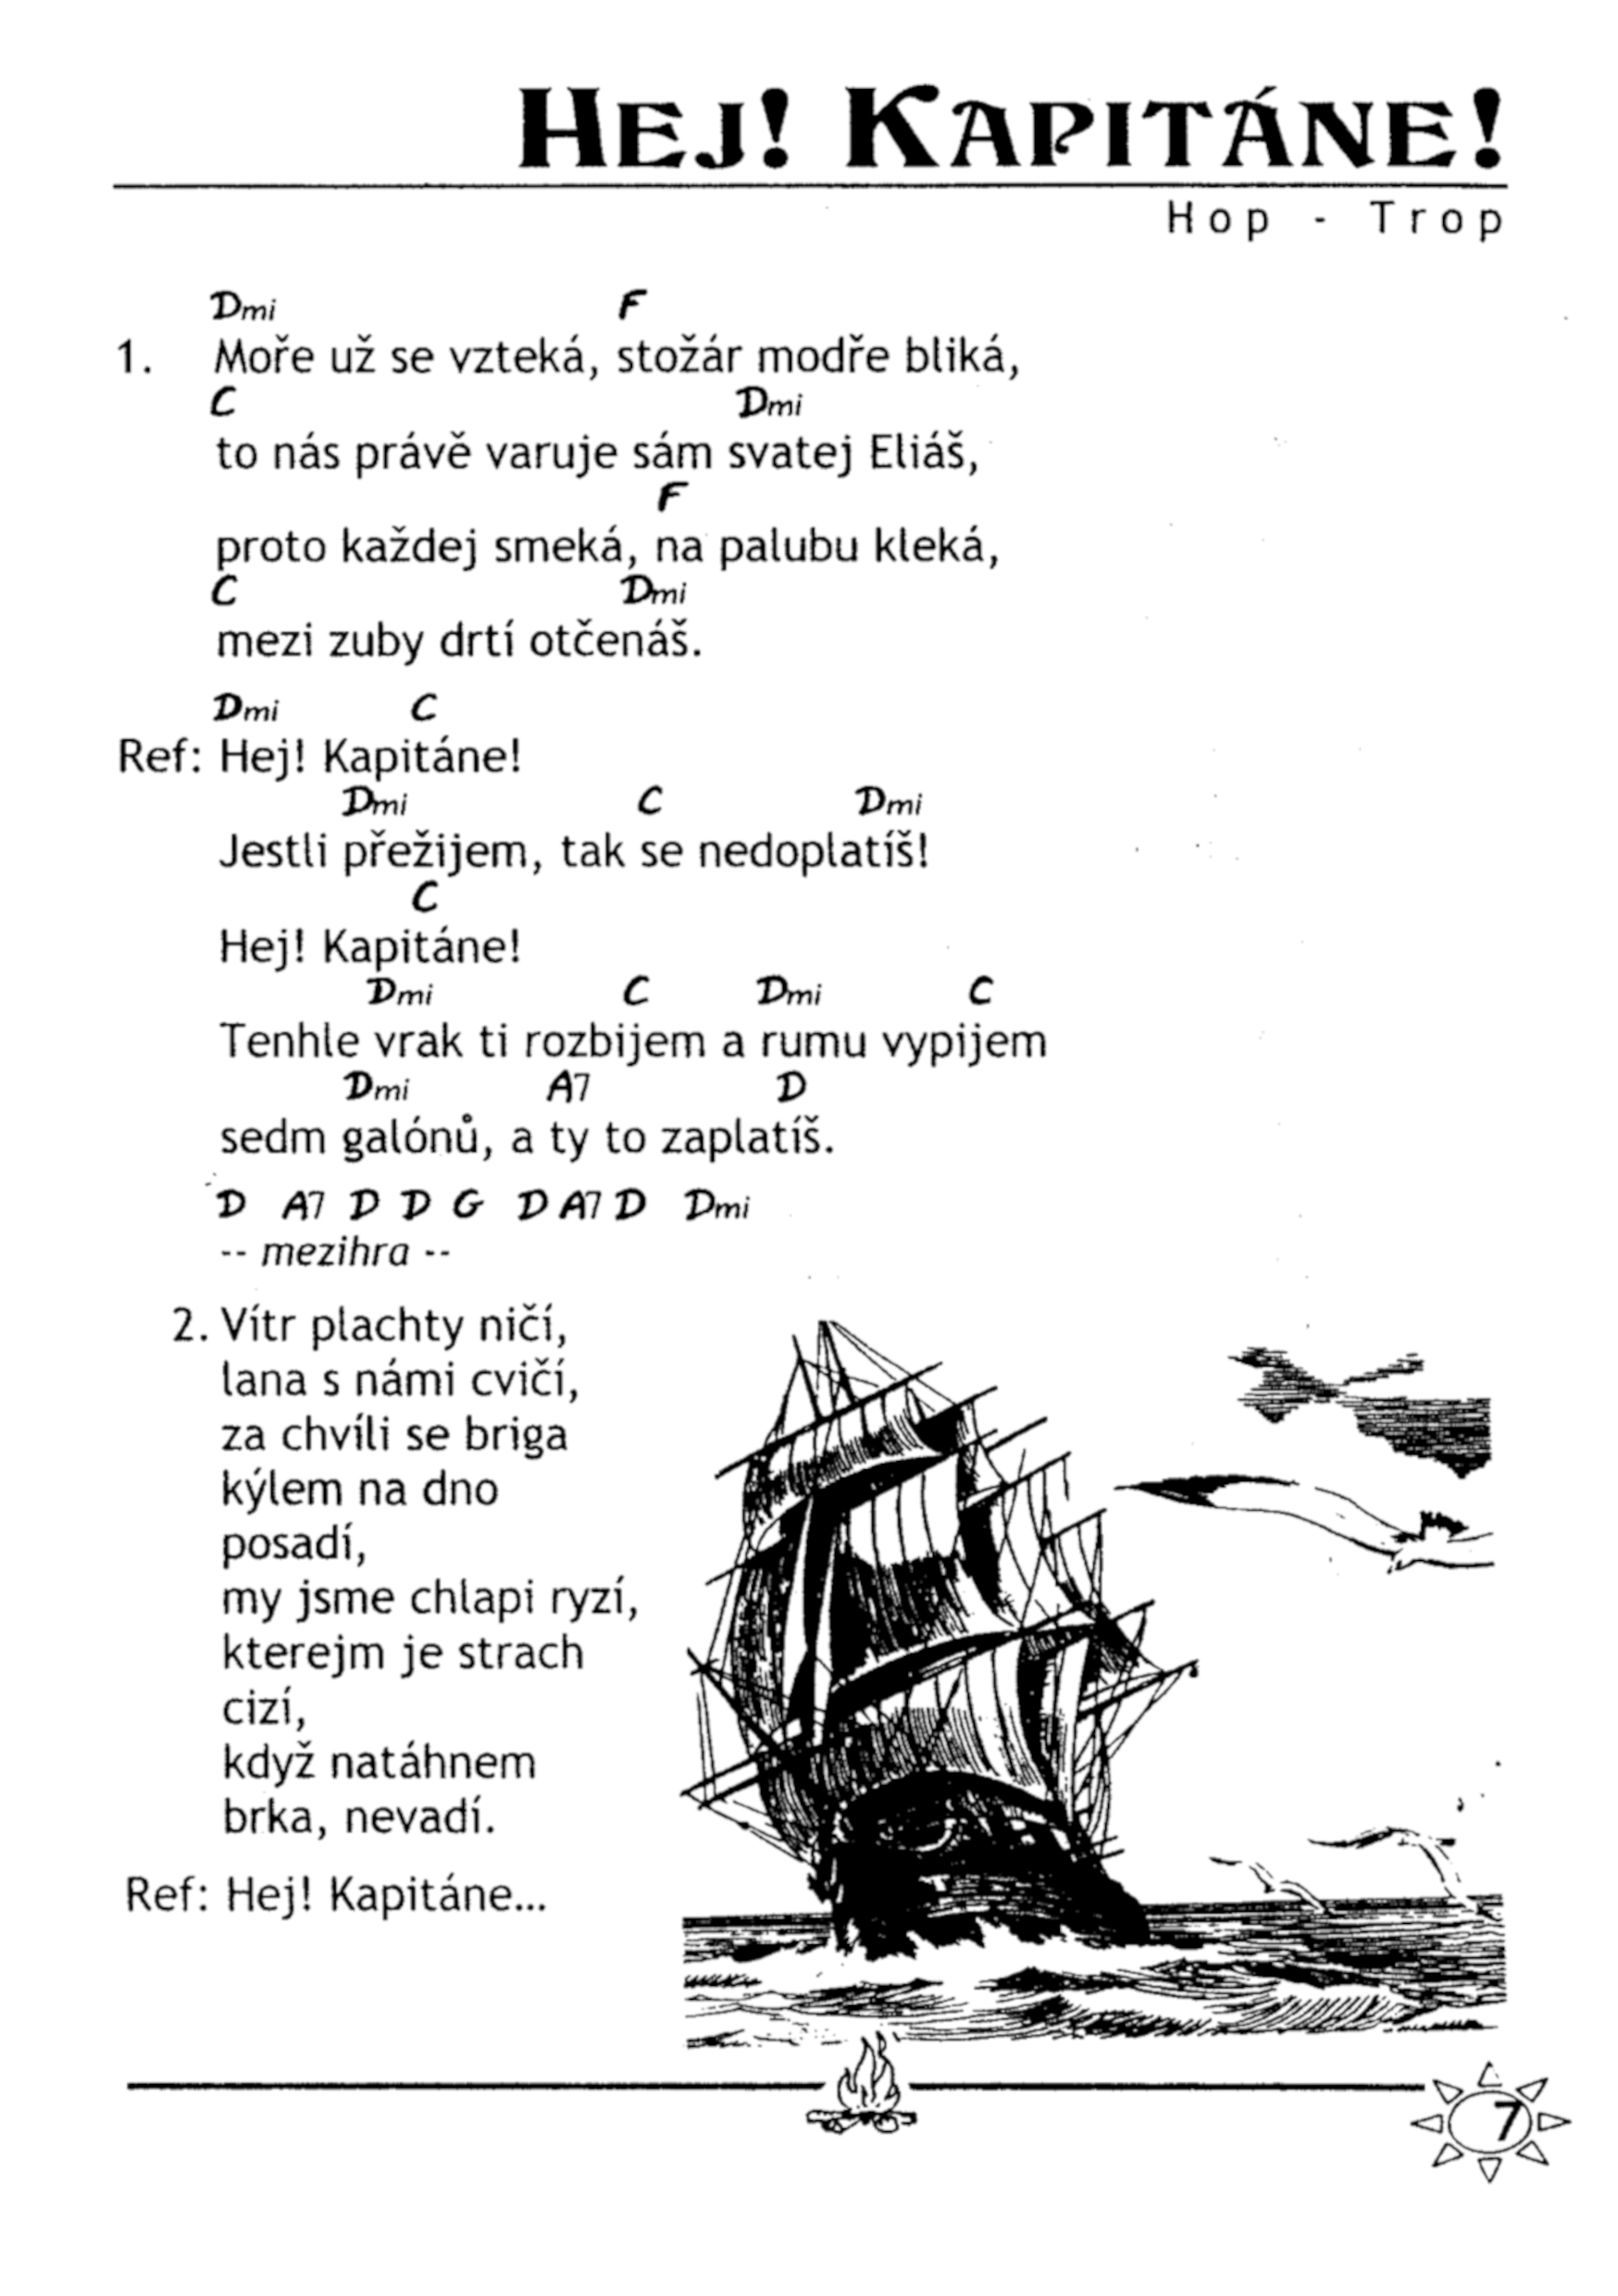 HEJ! KAPITÁNE!
Hop - Trop
Dmi F
1. Moře už se vzteká, stožár modře bliká,
C Dmi
to nás právě varuje sám svatej Eliáš,
F
proto každej smeká, na palubu kleká,
C Dmi
mezi zuby drtí otčenáš.
Dmi C
Ref: Hej! Kapitáne!
Dmi C Dmi
Jestli přežijem, tak se nedoplatíš!
C
Hej! Kapitáne!
Dmi C Dmi C
Tenhle vrak ti rozbijem a rumu vypijem
Dmi A7 D
sedm galónů, a ty to zaplatíš.
D A7 D D G D A7 D Dmi
-- mezihra --
2. Vítr plachty ničí,
lana s námi cvičí,
za chvíli se briga
kýlem na dno
posadí,
my jsme chlapi ryzí,
kterejm je strach
cizí,
když natáhnem
brka, nevadí.
Ref: Hej! Kapitáne...
7